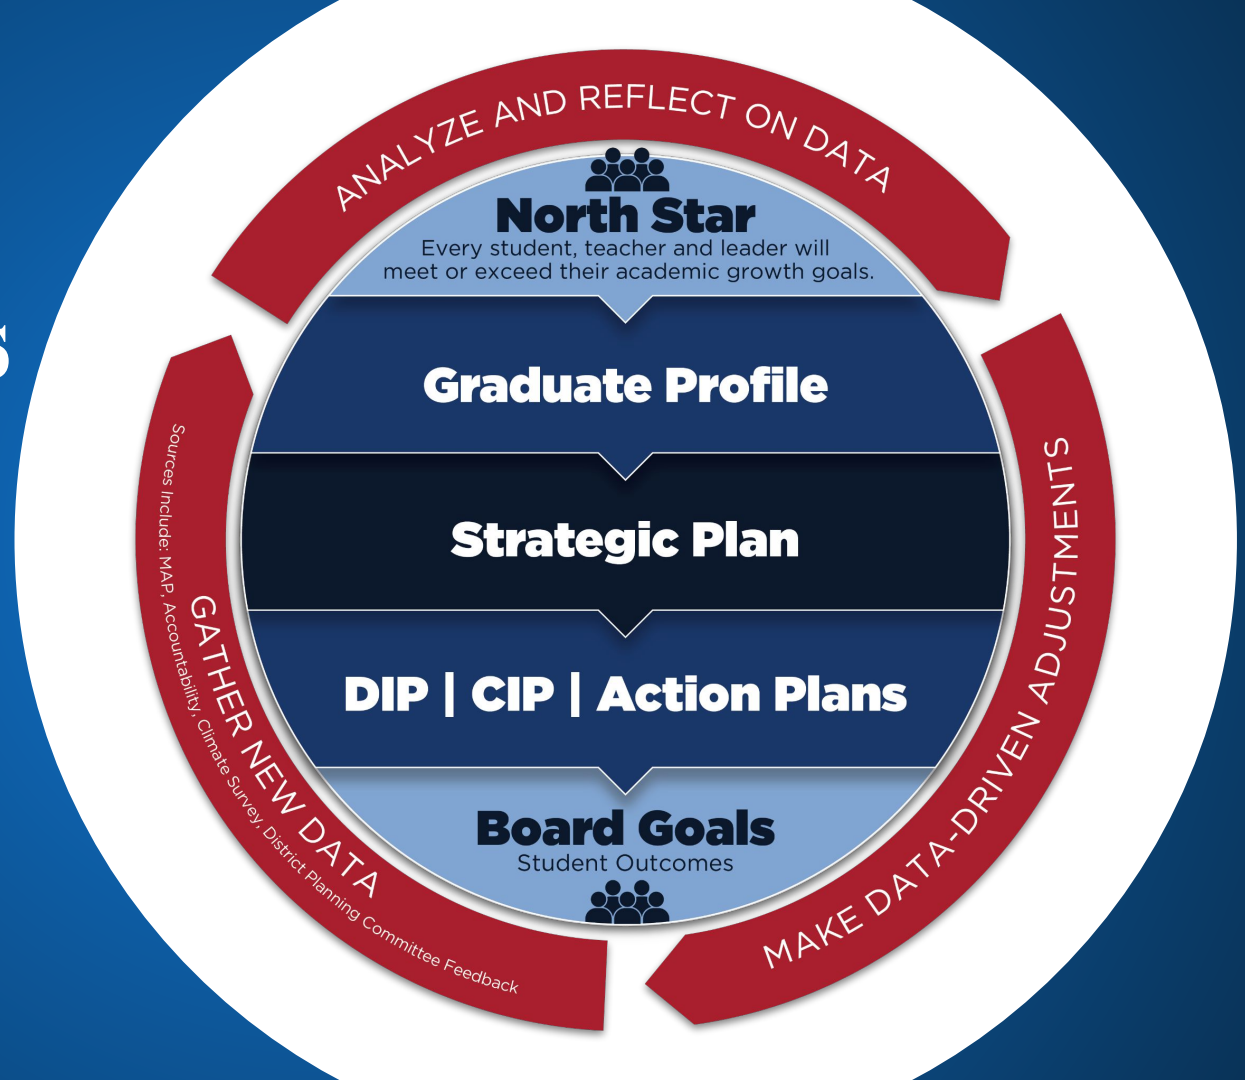 ANALYZE AND REFLECT ON DATA
s
North Star
Every student, teacher and leader will
meet or exceed their academic growth goals.
Graduate Profile
Strategic Plan
DIP | CIP | Action Plans
Board Goals
Student Outcomes
MAKE DATA-DRIVEN ADJUSTMENTS
GATHER NEW DATA
Sources Include: MAP, Accountability, Climate Survey, District Planning Committee Feedback